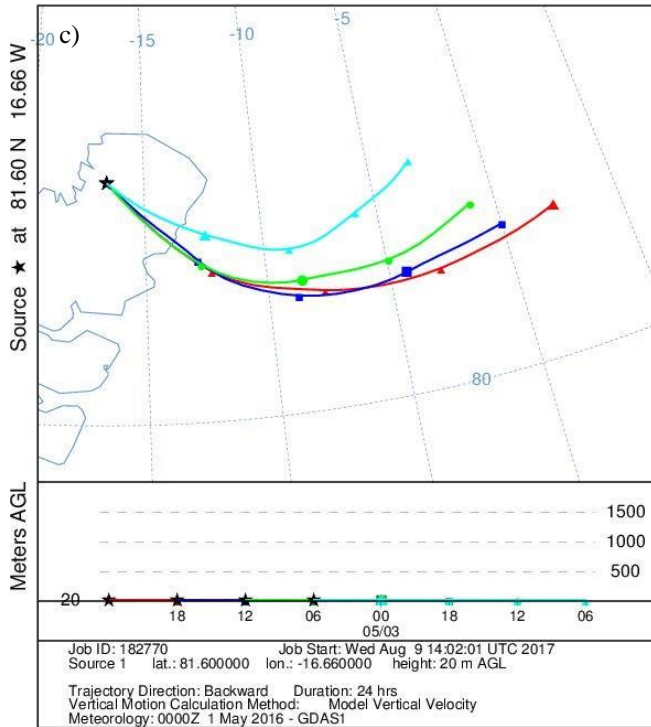 c)
-20
-15
-10
-5
80
Source ★ at 81.60 N 16.66 W
Meters AGL
1500
1000
500
20
18 12 06 00 18 12 06
05/03
Job ID: 182770 Job Start: Wed Aug 9 14:02:01 UTC 2017
Source 1 lat.: 81.600000 lon.: -16.660000 height: 20 m AGL
Trajectory Direction: Backward Duration: 24 hrs
Vertical Motion Calculation Method: Model Vertical Velocity
Meteorology: 0000Z 1 May 2016 - GDAS1